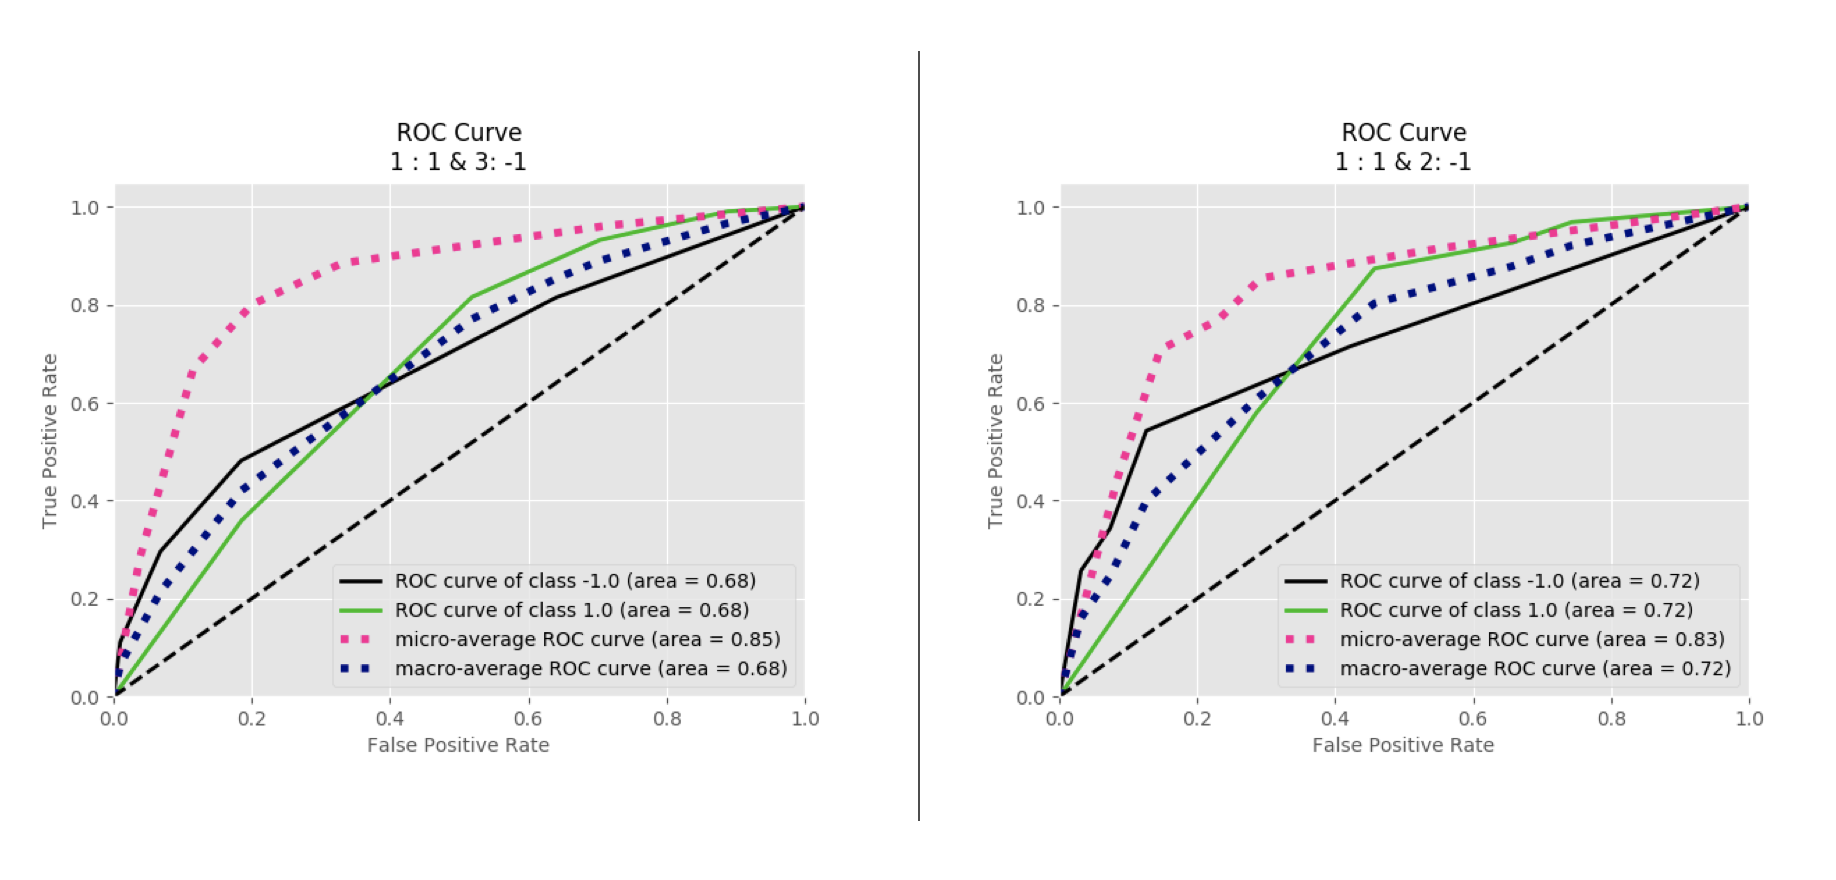 ROC Curve
1 : 1 & 3: -1
1.0
0.8
0.6
0.4
0.2
0.0
True Positive Rate
0.0 0.2 0.4 0.6 0.8 1.0
False Positive Rate
ROC curve of class -1.0 (area = 0.68)
ROC curve of class 1.0 (area = 0.68)
micro-average ROC curve (area = 0.85)
macro-average ROC curve (area = 0.68)
ROC Curve
1 : 1 & 2: -1
1.0
0.8
0.6
0.4
0.2
0.0
True Positive Rate
0.0 0.2 0.4 0.6 0.8 1.0
False Positive Rate
ROC curve of class -1.0 (area = 0.72)
ROC curve of class 1.0 (area = 0.72)
micro-average ROC curve (area = 0.83)
macro-average ROC curve (area = 0.72)